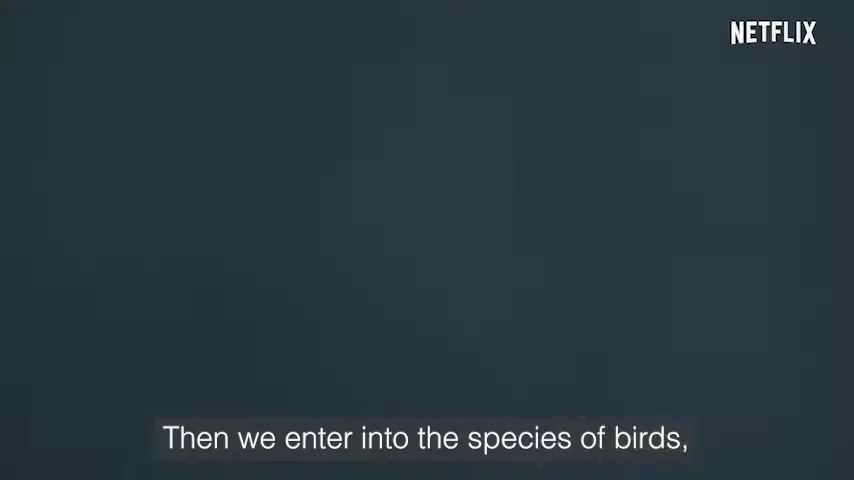 NETFLIX
Then we enter into the species of birds,